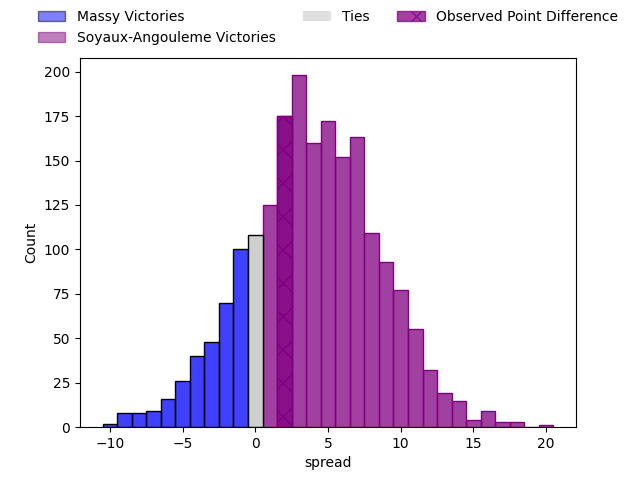 Massy Victories
Soyaux-Angouleme Victories
Ties
Observed Point Difference
200
175
150
125
100
75
50
25
0
Count
−10
−5
0
5
10
15
20
spread